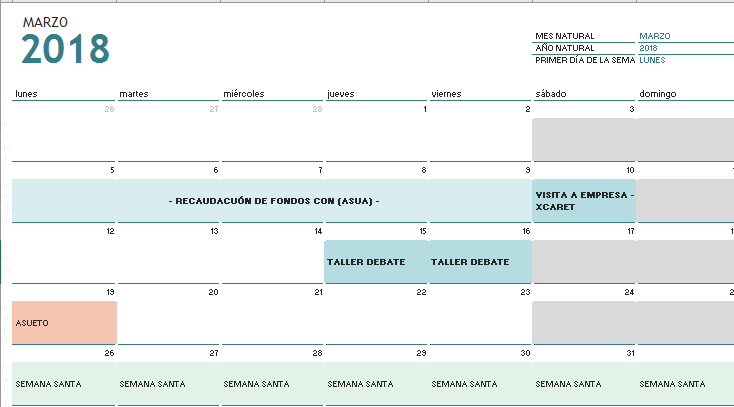 MARZO
2018
MES NATURAL MARZO
AÑO NATURAL 2018
PRIMER DÍA DE LA SEMA LUNES
lunes martes miércoles jueves viernes sábado domingo
26 27 28 1 2 3
5 6 7 8 9 10 1
- RECAUDACUÓN DE FONDOS CON (ASUA) -
VISITA A EMPRESA -
XCARET
12 13 14 15 16 17 1
TALLER DEBATE TALLER DEBATE
19 20 21 22 23 24 2
ASUETO
26 27 28 29 30 31
SEMANA SANTA SEMANA SANTA SEMANA SANTA SEMANA SANTA SEMANA SANTA SEMANA SANTA SEMANA SANTA